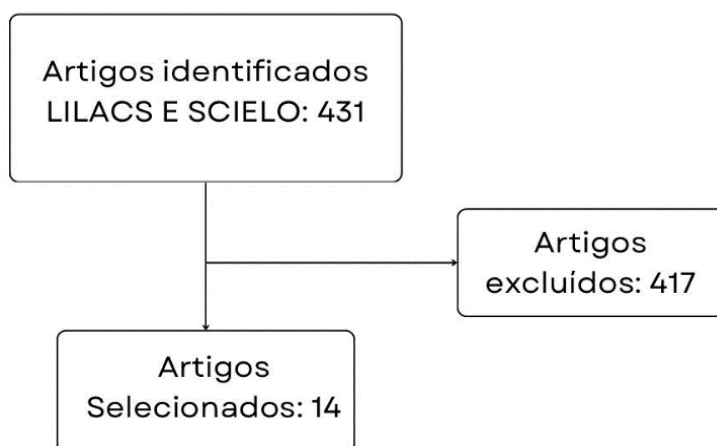 Artigos identificados
LILACS E SCIELO: 431
Artigos
excluídos: 417
Artigos
Selecionados: 14